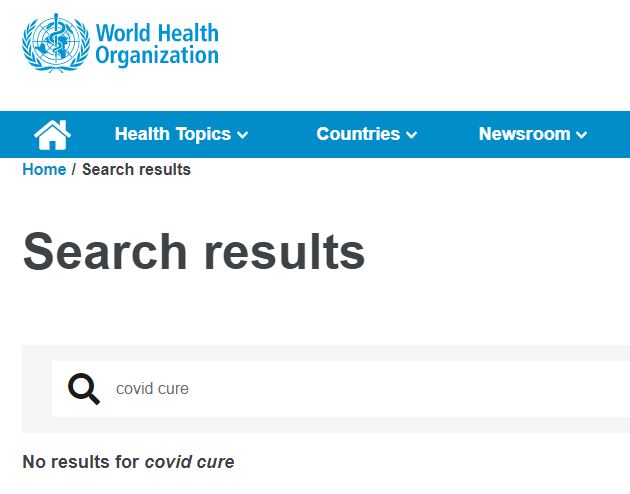 World Health
Organization
Health Topics Countries Newsroom
Home / Search results
Search results
covid cure
No results for covid cure